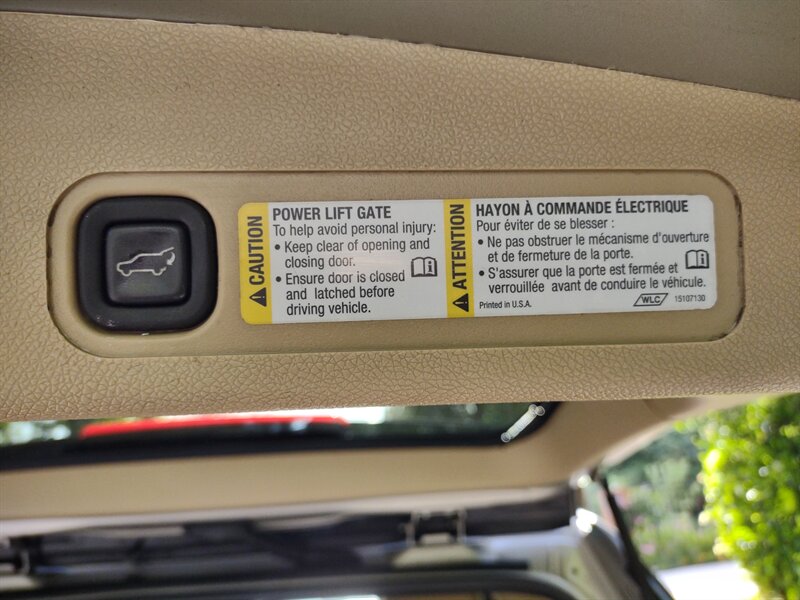 CAUTION
POWER LIFT GATE
To help avoid personal injury:
• Keep clear of opening and
closing door.
• Ensure door is closed
and latched before
driving vehicle.
ATTENTION
HAYON À COMMANDE ÉLECTRIQUE
Pour éviter de se blesser :
• Ne pas obstruer le mécanisme d'ouverture
et de fermeture de la porte.
• S'assurer que la porte est fermée et
verrouillée avant de conduire le véhicule.
Printed in U.S.A.
WLC
15107130